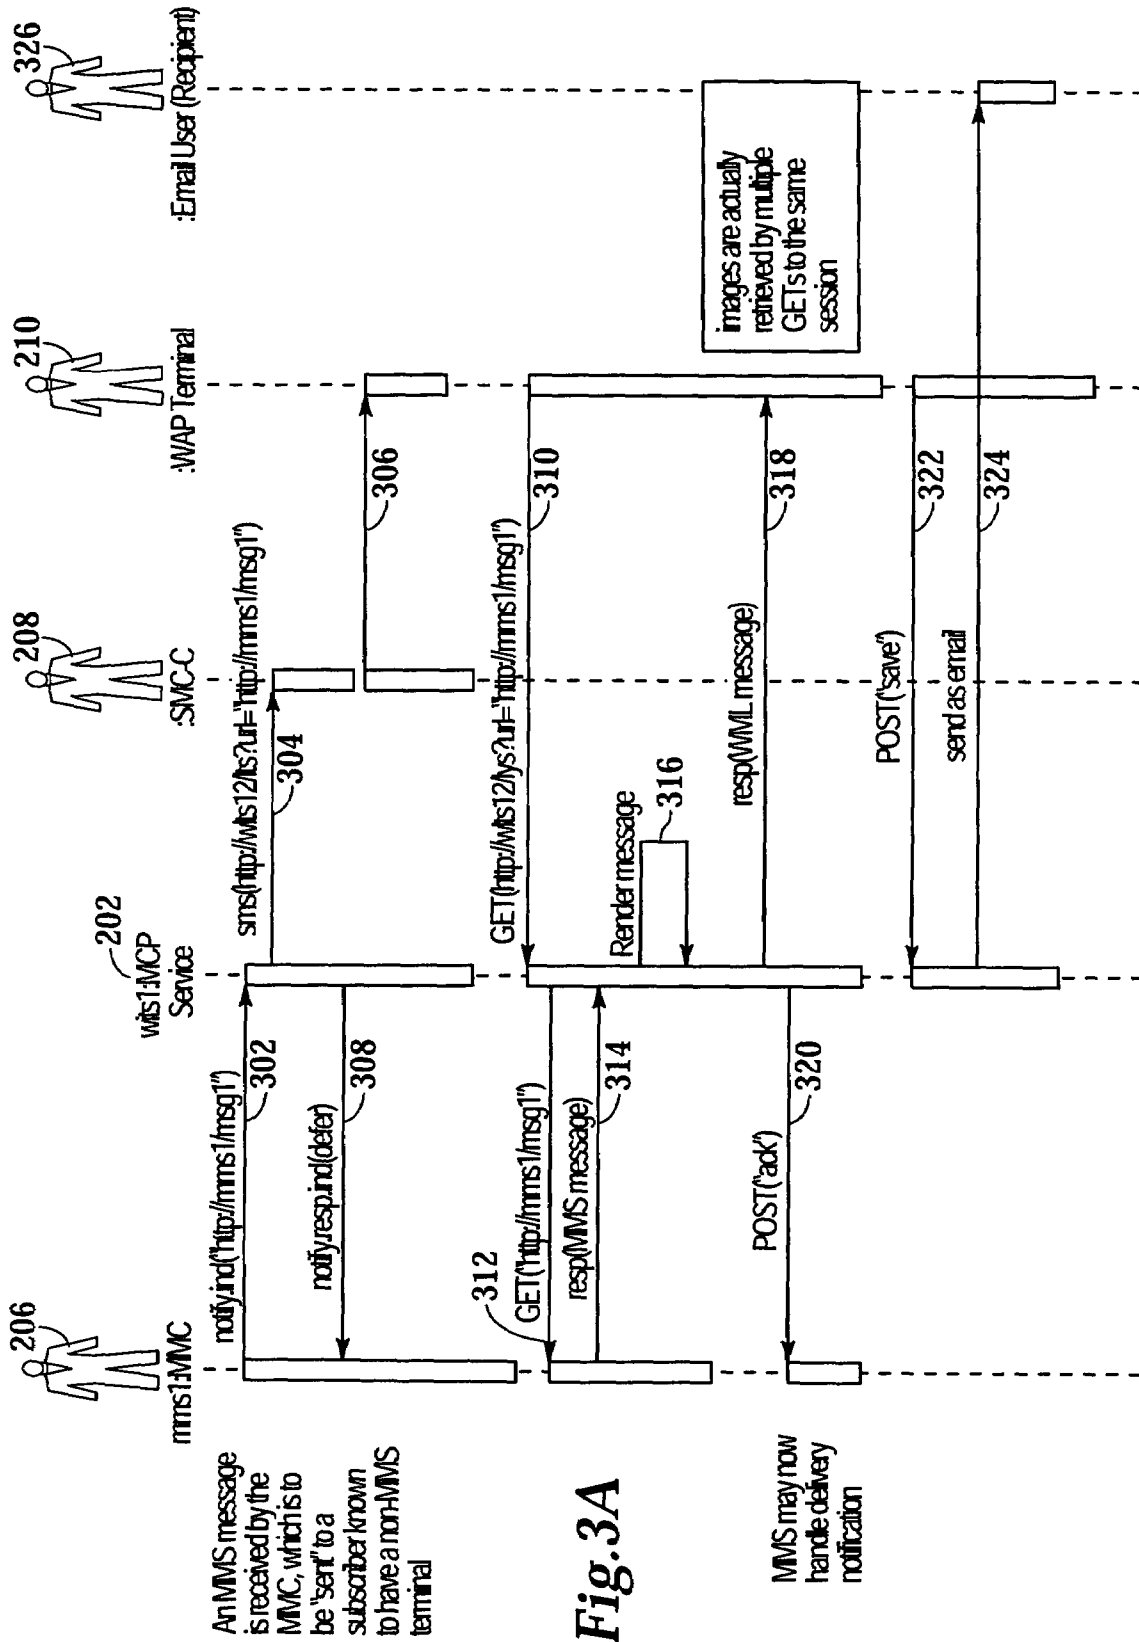 206
mms1:MMC
202
wits1:MCP
Service
208
:SMC-C
210
:WAP Terminal
326
:Email User (Recipient)
An MMS message
is received by the
MMC, which is to
be "sent" to a
subscriber known
to have a non-MMS
terminal
notify.ind("http://mms1/msg1")
302
sms(http://wits12/lts?url="http://mms1/msg1")
304
306
notify.resp.ind(defer)
308
GET(http://wits12/lys?url="http://mms1/msg1")
310
GET("http://mms1/msg1")
312
resp(MMS message)
314
Render message
316
resp(WML message)
318
images are actually
retrieved by multiple
GETs to the same
session
POST("ack")
320
MMS may now
handle delivery
notification
POST("save")
322
send as email
324
Fig.3A